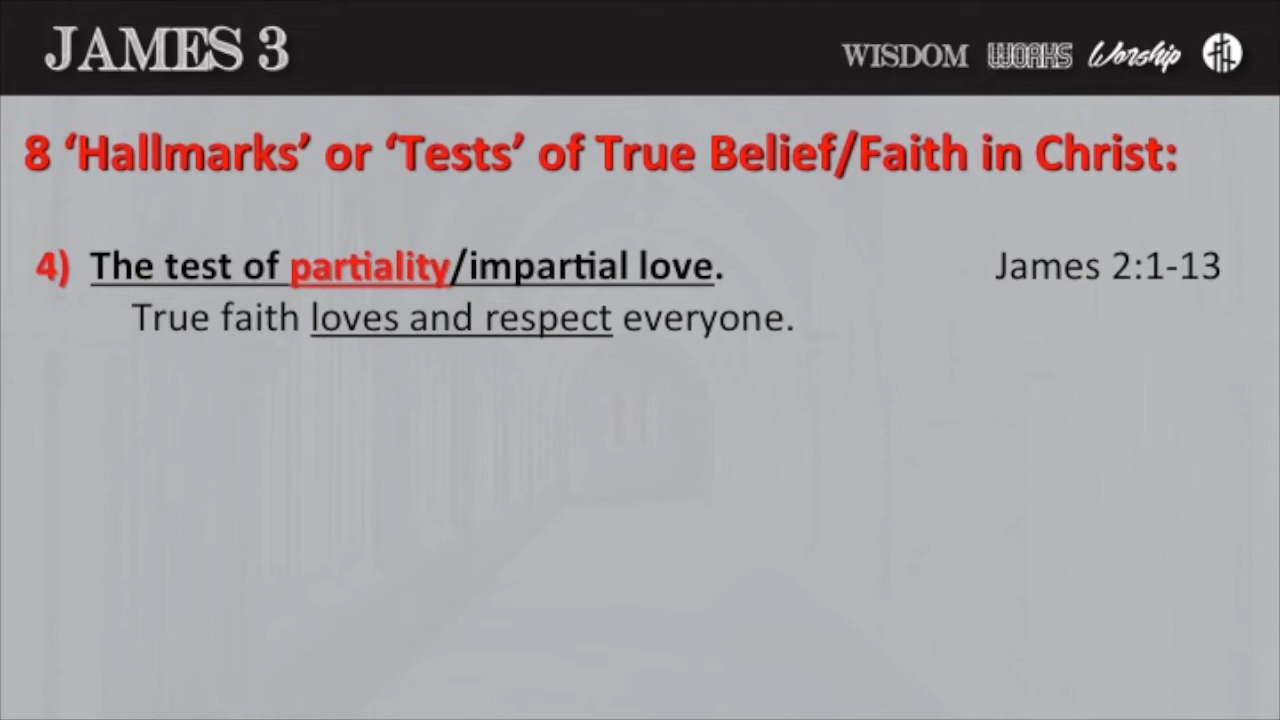 JAMES 3
WISDOM WORKS Worship
8 ‘Hallmarks’ or ‘Tests’ of True Belief/Faith in Christ:
4) The test of partiality/impartial love. James 2:1-13
True faith loves and respect everyone.